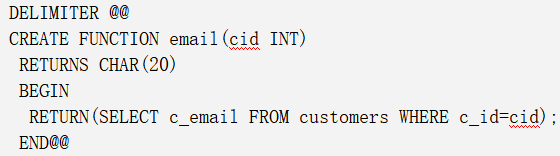 DELIMITER @@
CREATE FUNCTION email(cid INT)
RETURNS CHAR(20)
BEGIN
RETURN(SELECT c_email FROM customers WHERE c_id=cid);
END@@